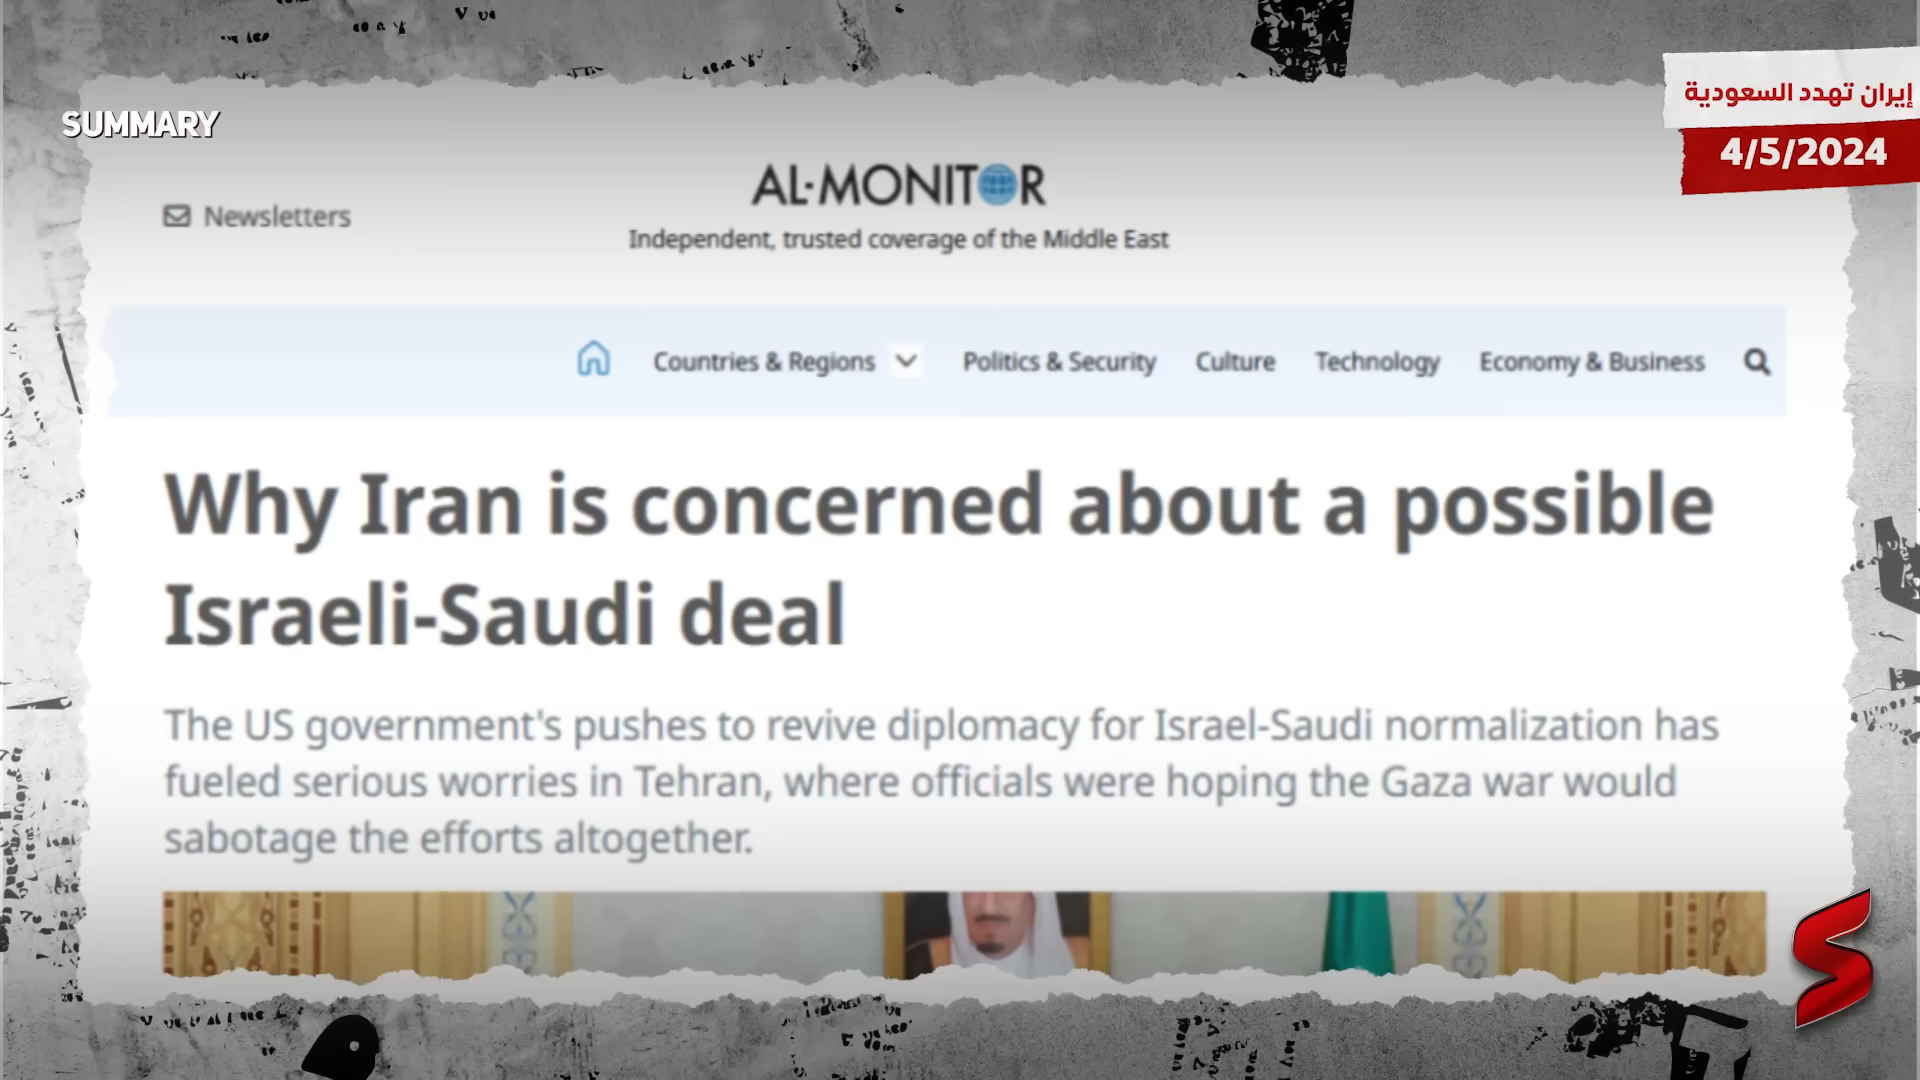 SUMMARY
إيران تهدد السعودية
4/5/2024
AL·MONITOR
Newsletters
Independent, trusted coverage of the Middle East
Countries & Regions
Politics & Security
Culture
Technology
Economy & Business
Why Iran is concerned about a possible
Israeli-Saudi deal
The US government's pushes to revive diplomacy for Israel-Saudi normalization has
fueled serious worries in Tehran, where officials were hoping the Gaza war would
sabotage the efforts altogether.